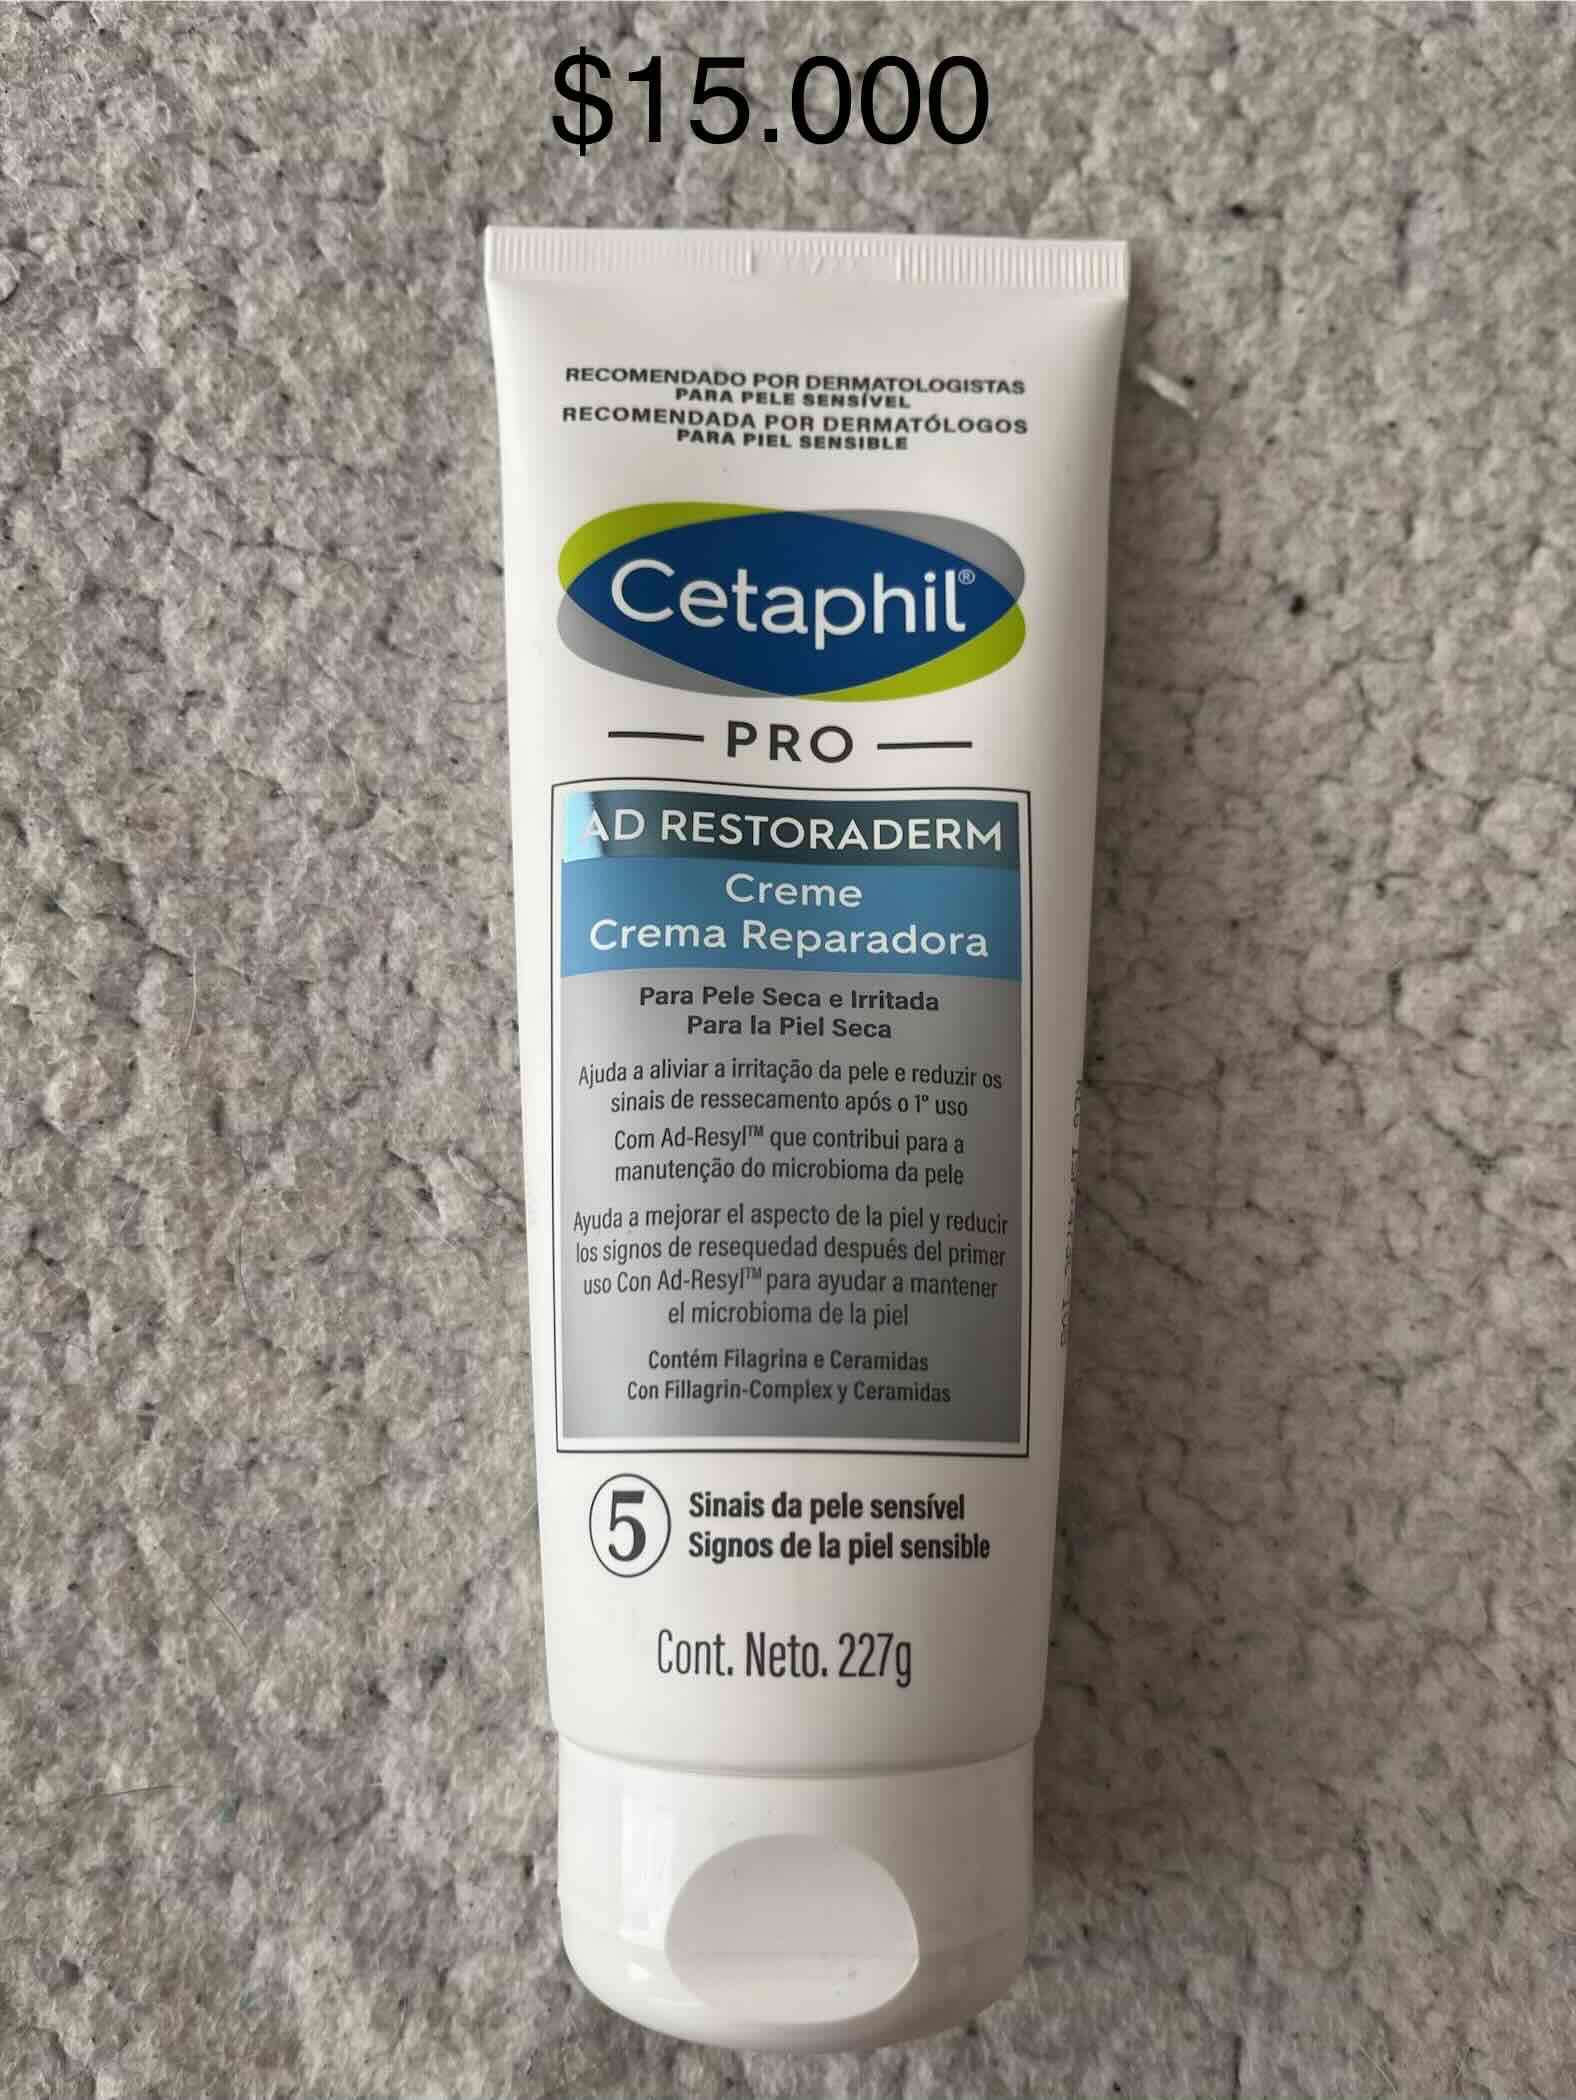 $15.000
RECOMENDADO POR DERMATOLOGISTAS
PARA PELE SENSÍVEL
RECOMENDADA POR DERMATÓLOGOS
PARA PIEL SENSIBLE
Cetaphil®
PRO
AD RESTORADERM
Creme
Crema Reparadora
Para Pele Seca e Irritada
Para la Piel Seca
Ajuda a aliviar a irritação da pele e reduzir os
sinais de ressecamento após o 1º uso
Com Ad-Resyl™ que contribui para a
manutenção do microbioma da pele
Ayuda a mejorar el aspecto de la piel y reducir
los signos de resequedad después del primer
uso Con Ad-Resyl™ para ayudar a mantener
el microbioma de la piel
Contém Filagrina e Ceramidas
Con Fillagrin-Complex y Ceramidas
5
Sinais da pele sensível
Signos de la piel sensible
Cont. Neto. 227g